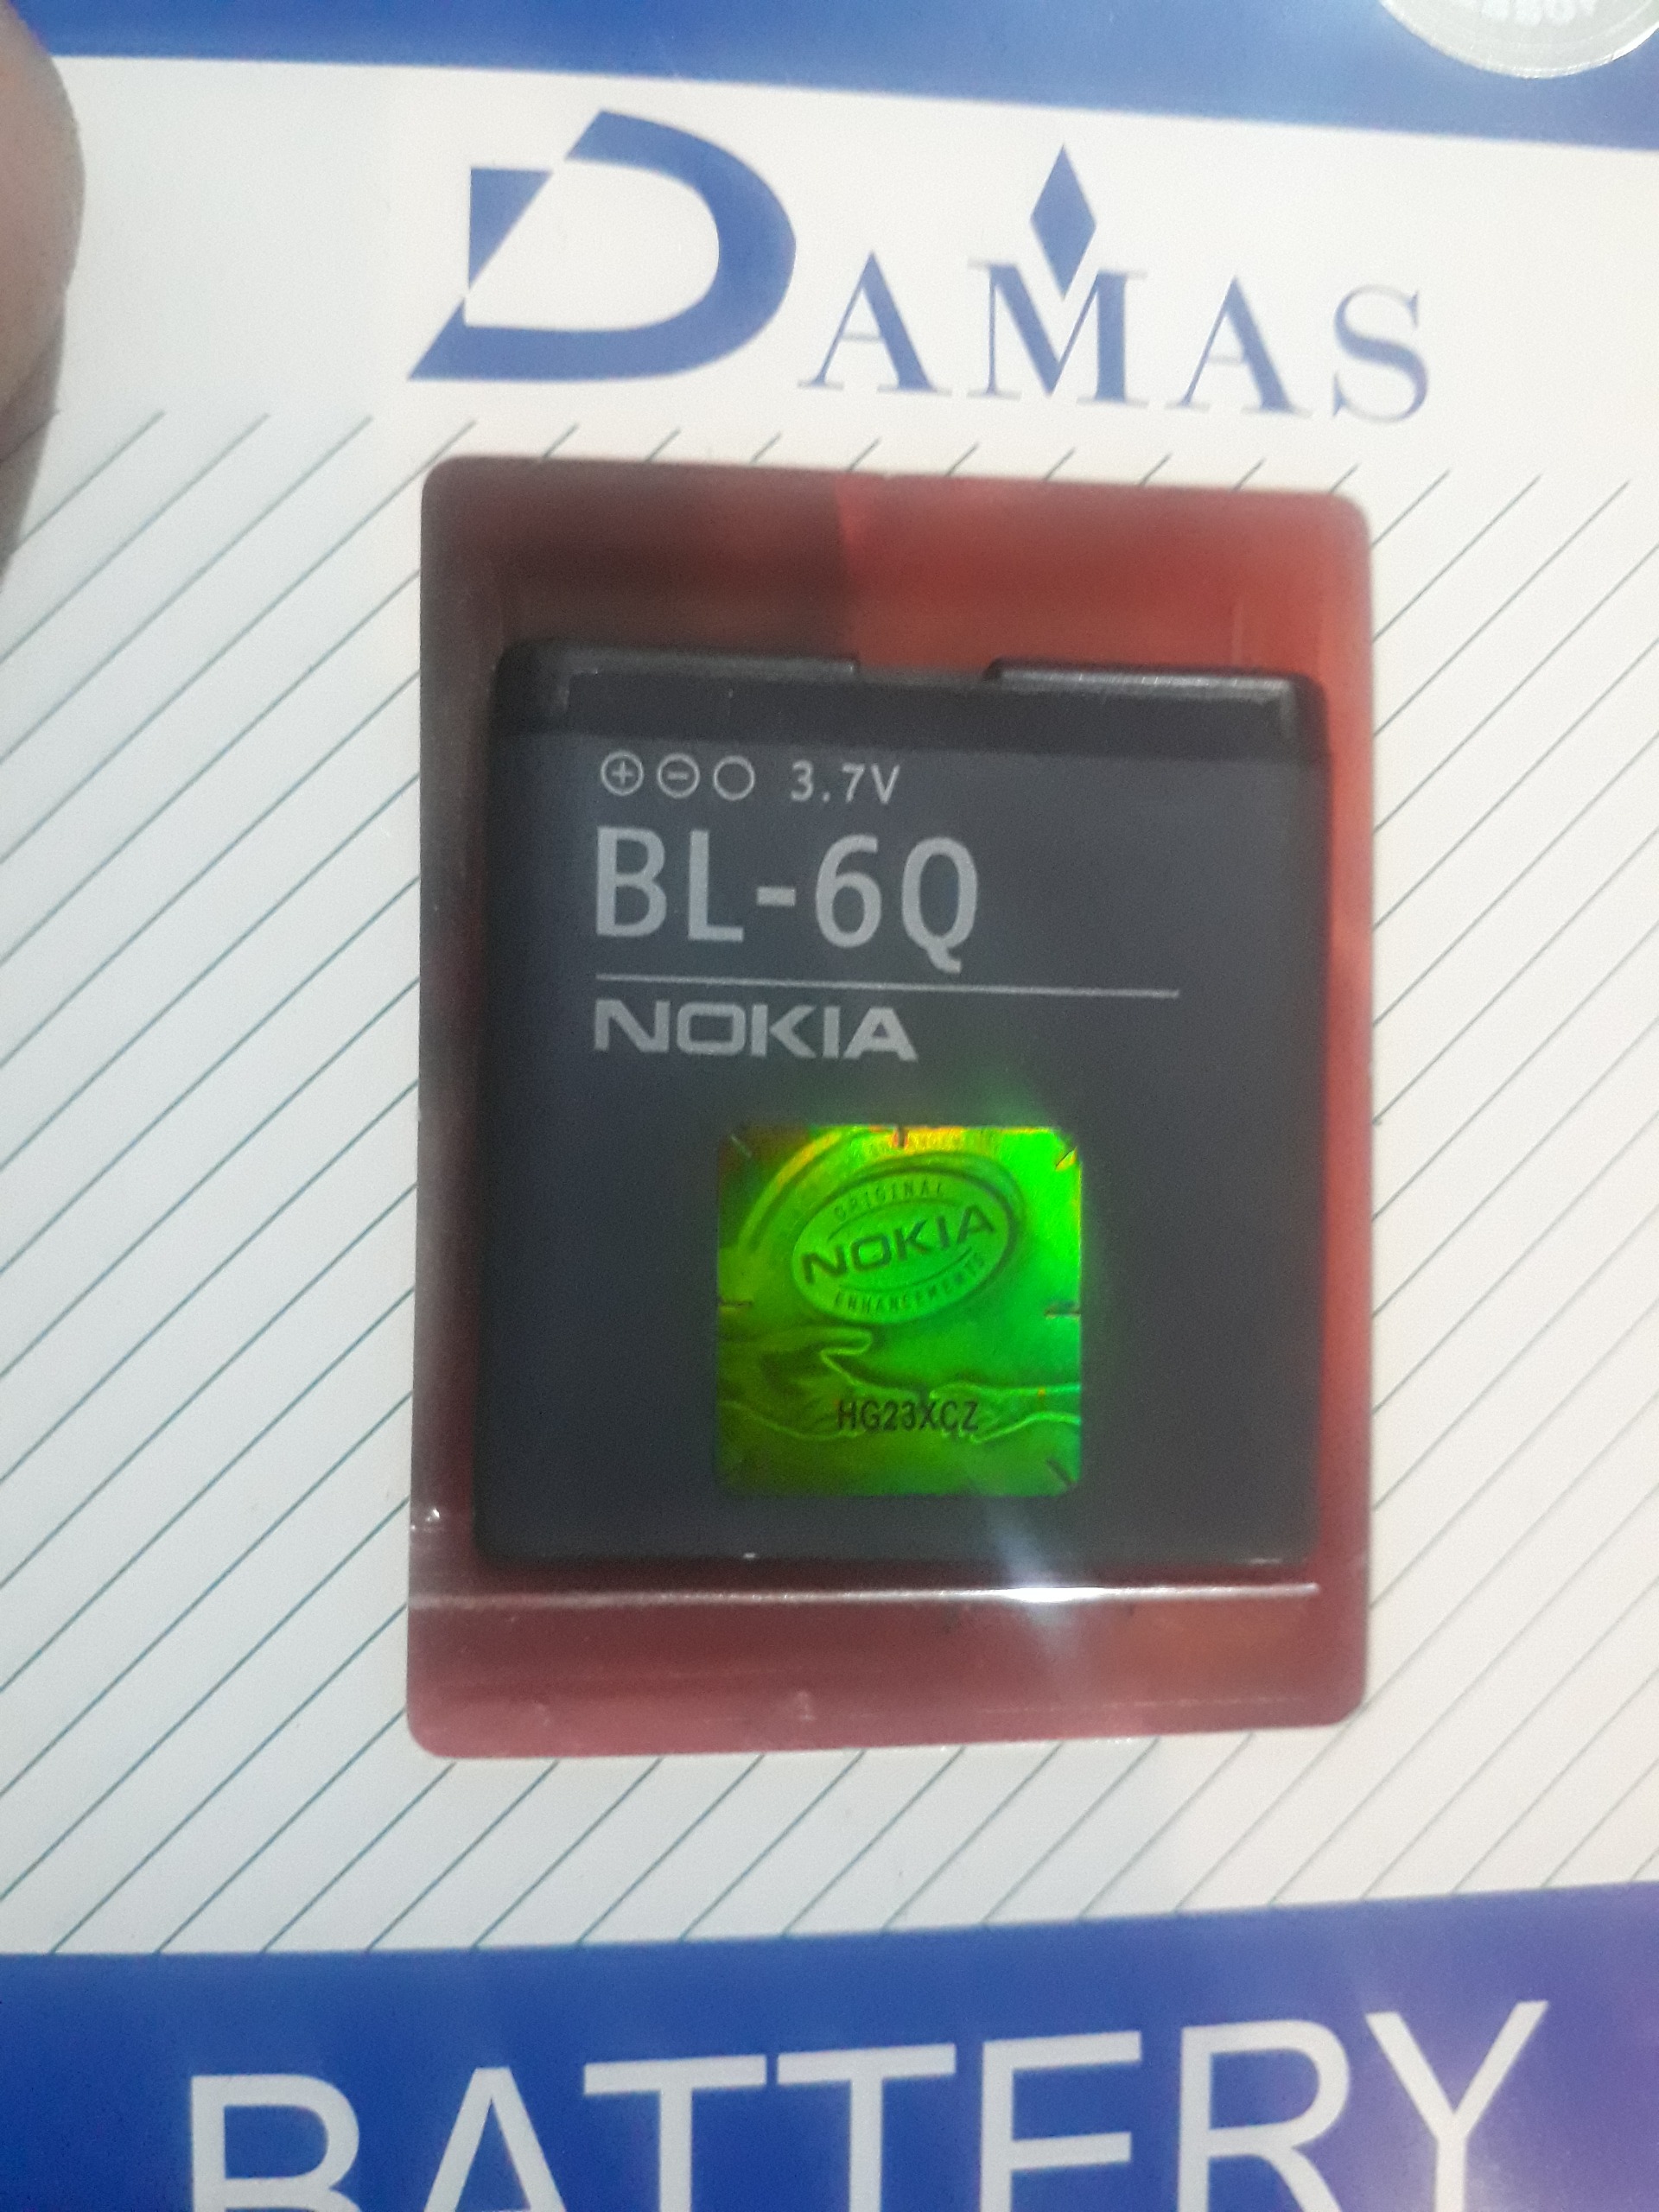 DAMAS
⊕⊖○ 3.7V
BL-6Q
NOKIA
ORIGINAL
NOKIA
ENHANCEMENTS
HG23XCZ
BATTERY